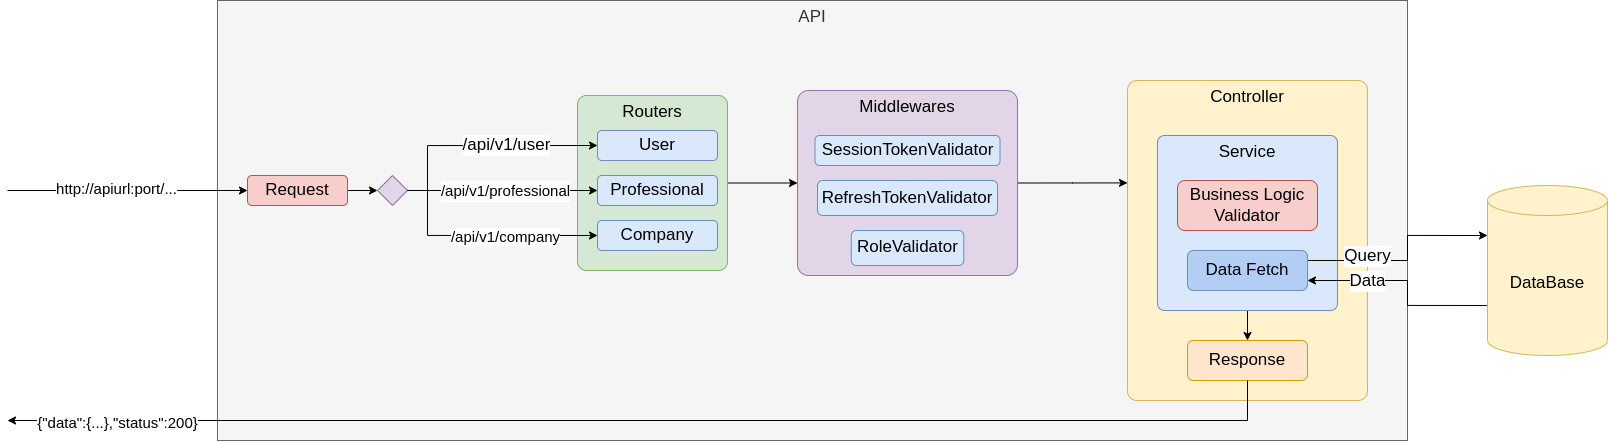 API
http://apiurl:port/...
Request
/api/v1/user
/api/v1/professional
/api/v1/company
Routers
User
Professional
Company
Middlewares
SessionTokenValidator
RefreshTokenValidator
RoleValidator
Controller
Service
Business Logic
Validator
Data Fetch
Query
Data
DataBase
Response
{"data":{...},"status":200}